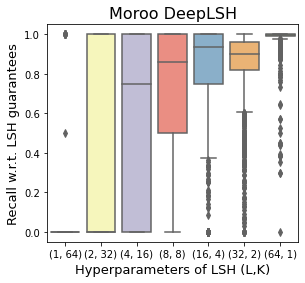 Moroo DeepLSH
Recall w.r.t. LSH guarantees
1.0
0.8
0.6
0.4
0.2
0.0
(1, 64) (2, 32) (4, 16) (8, 8) (16, 4) (32, 2) (64, 1)
Hyperparameters of LSH (L,K)